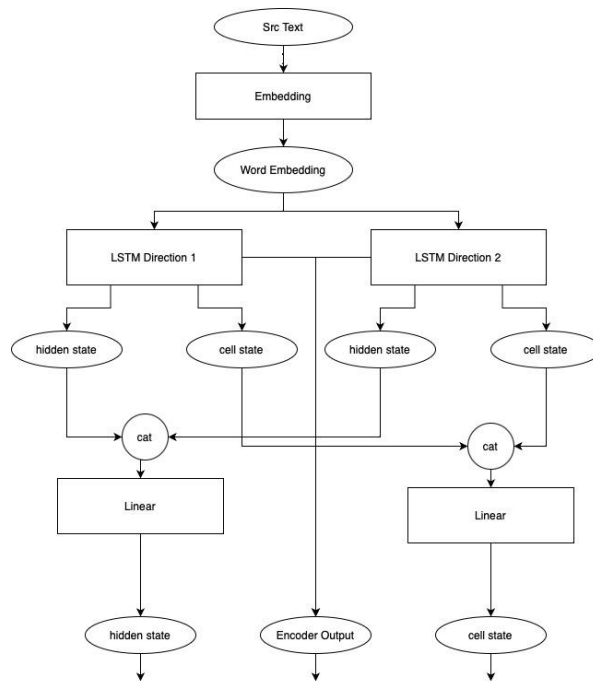 Src Text
Embedding
Word Embedding
LSTM Direction 1
LSTM Direction 2
hidden state
cell state
hidden state
cell state
cat
cat
Linear
Linear
hidden state
Encoder Output
cell state